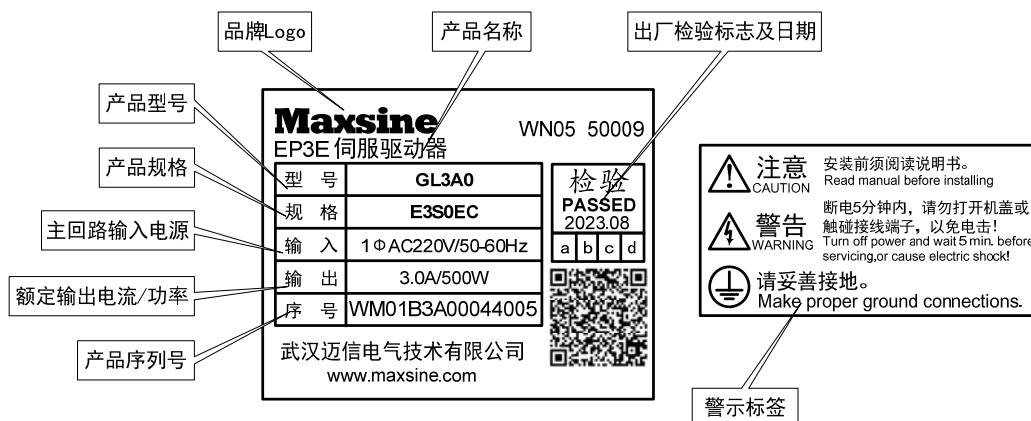 品牌Logo
产品名称
出厂检验标志及日期
产品型号
产品规格
主回路输入电源
额定输出电流/功率
产品序列号
Maxsine
WN05 50009
EP3E 伺服驱动器
型 号 GL3A0
规 格 E3S0EC
输 入 1ΦAC220V/50-60Hz
输 出 3.0A/500W
序 号 WM01B3A00044005
检验
PASSED
2023.08
a b c d
武汉迈信电气技术有限公司
www.maxsine.com
注意
CAUTION
安装前须阅读说明书。
Read manual before installing
警告
WARNING
断电5分钟内，请勿打开机盖或
触碰接线端子，以免电击!
Turn off power and wait 5 min. before
servicing,or cause electric shock!
请妥善接地。
Make proper ground connections.
警示标签